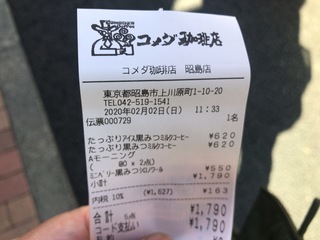 コメダ珈琲店
コメダ珈琲店 昭島店
東京都昭島市上川原町1-10-20
TEL042-519-1541
2020年02月02日(日) 11:33
伝票000729 1名
たっぷりアイス黒みつミルクコーヒー ¥620
たっぷり黒みつミルクコーヒー ¥620
Aモーニング
( @0 × 2点)
ミニベリー黒みつシロノワール ¥550
小計 ¥1,790
内税 10% (¥1,627) ¥163
合計 5点 ¥1,790
コード支払い ¥1,790